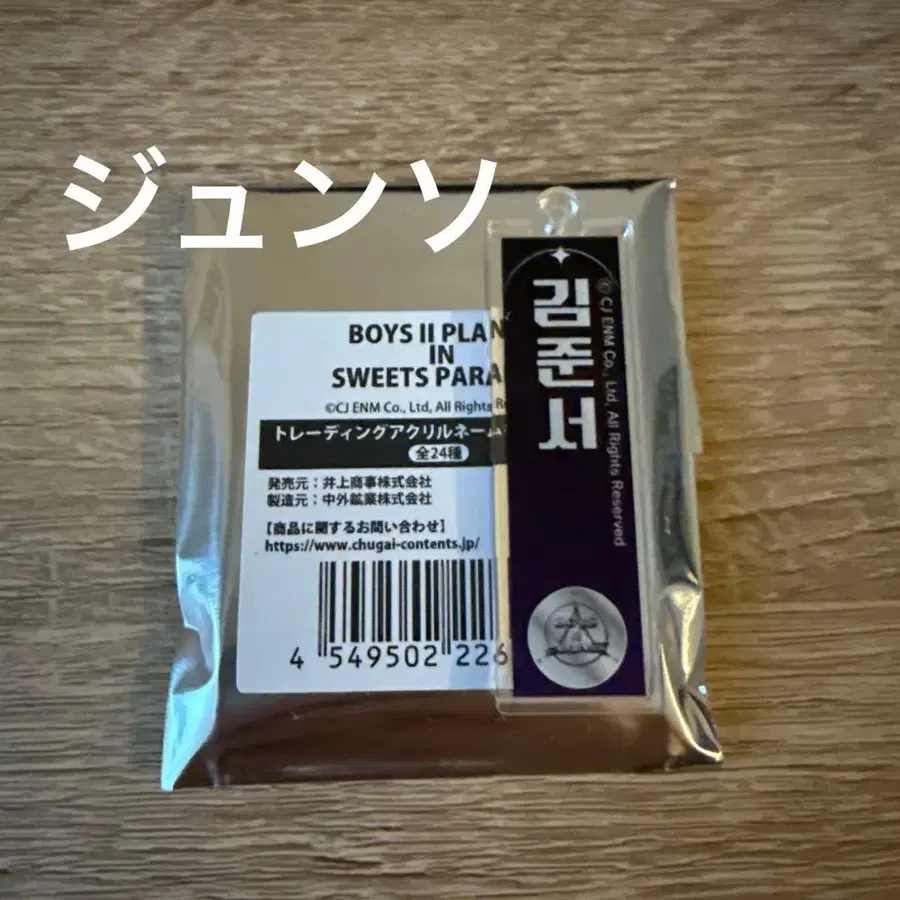 ジュンソ
BOYS II PLAN
IN
SWEETS PARA
©CJ ENM Co., Ltd, All Rights R
トレーディングアクリルネーム
全24種
発売元：井上商事株式会社
製造元：中外鉱業株式会社
【商品に関するお問い合わせ】
https://www.chugai-contents.jp/
4 549502 226
김준서
© CJ ENM Co., Ltd, All Rights Reserved